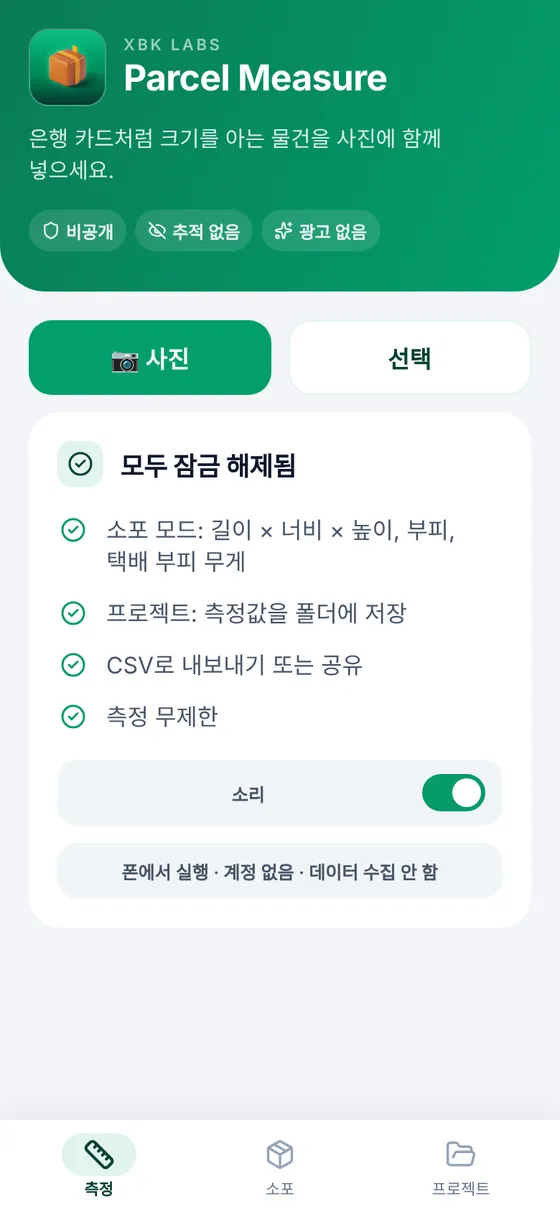 XBK LABS
Parcel Measure
은행 카드처럼 크기를 아는 물건을 사진에 함께
넣으세요.
비공개
추적 없음
광고 없음
📷 사진
선택
모두 잠금 해제됨
소포 모드: 길이 × 너비 × 높이, 부피,
택배 부피 무게
프로젝트: 측정값을 폴더에 저장
CSV로 내보내기 또는 공유
측정 무제한
소리
폰에서 실행 · 계정 없음 · 데이터 수집 안 함
측정
소포
프로젝트